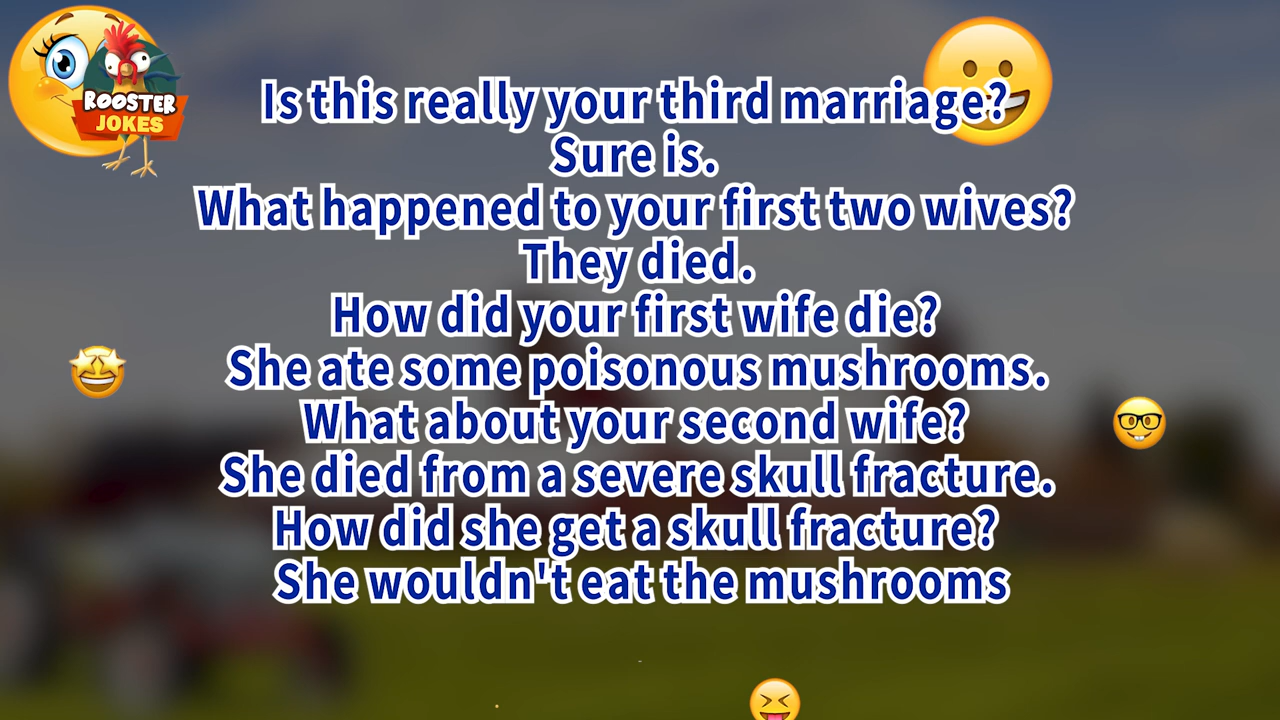 ROOSTER
JOKES
Is this really your third marriage?
Sure is.
What happened to your first two wives?
They died.
How did your first wife die?
She ate some poisonous mushrooms.
What about your second wife?
She died from a severe skull fracture.
How did she get a skull fracture?
She wouldn't eat the mushrooms